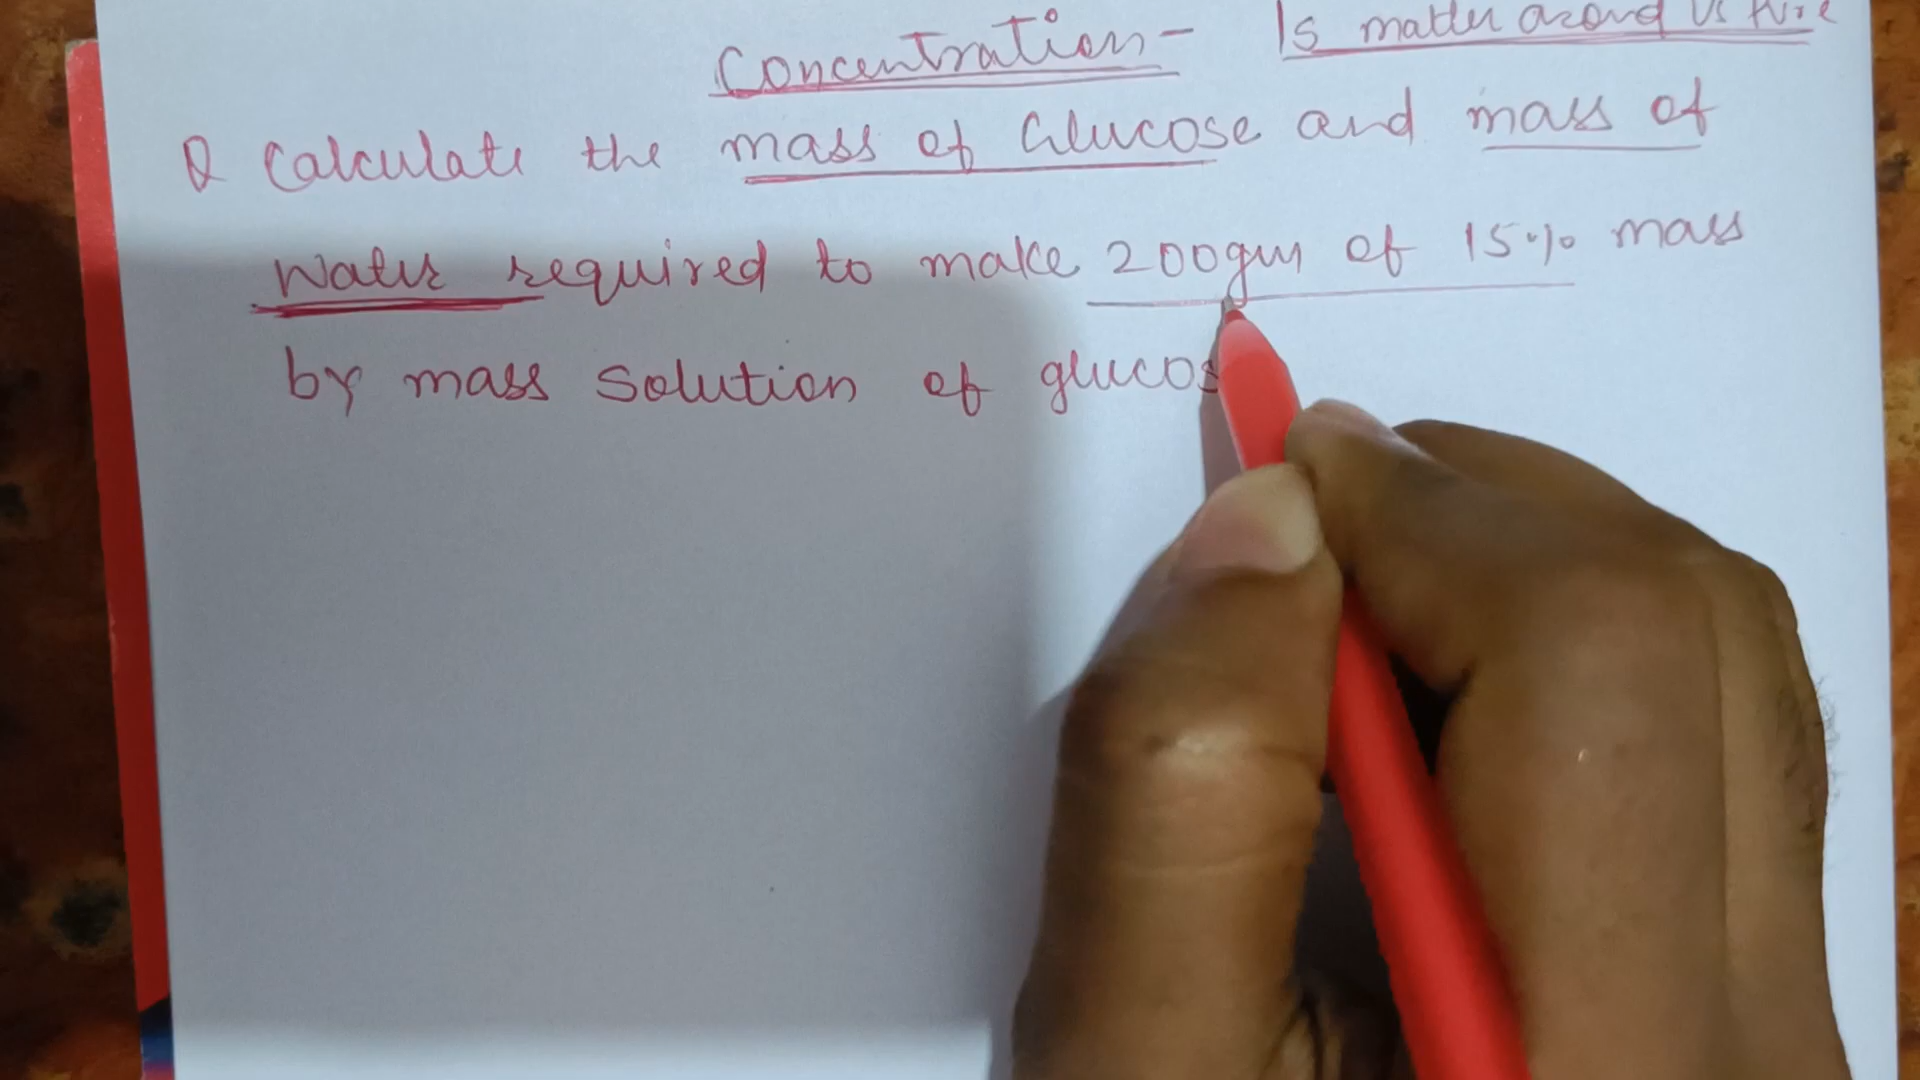 Concentration - Is matter around us Pure
Q Calculate the mass of Glucose and mass of
Water required to make 200gm of 15% mass
by mass solution of glucos